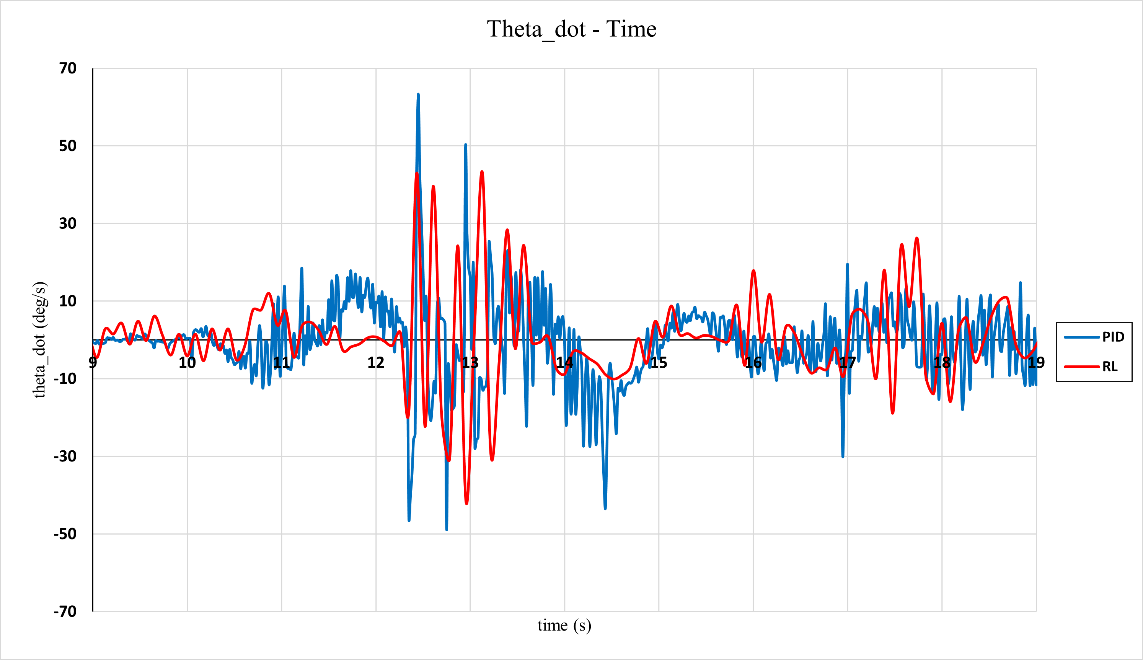 Theta_dot - Time
theta_dot (deg/s)
70
50
30
10
-10
-30
-50
-70
9 10 11 12 13 14 15 16 17 18 19
time (s)
PID
RL